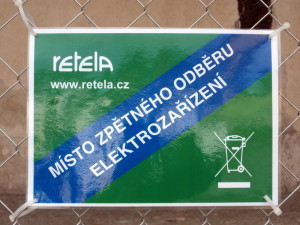 retela
www.retela.cz
MÍSTO ZPĚTNÉHO ODBĚRU
ELEKTROZAŘÍZENÍ